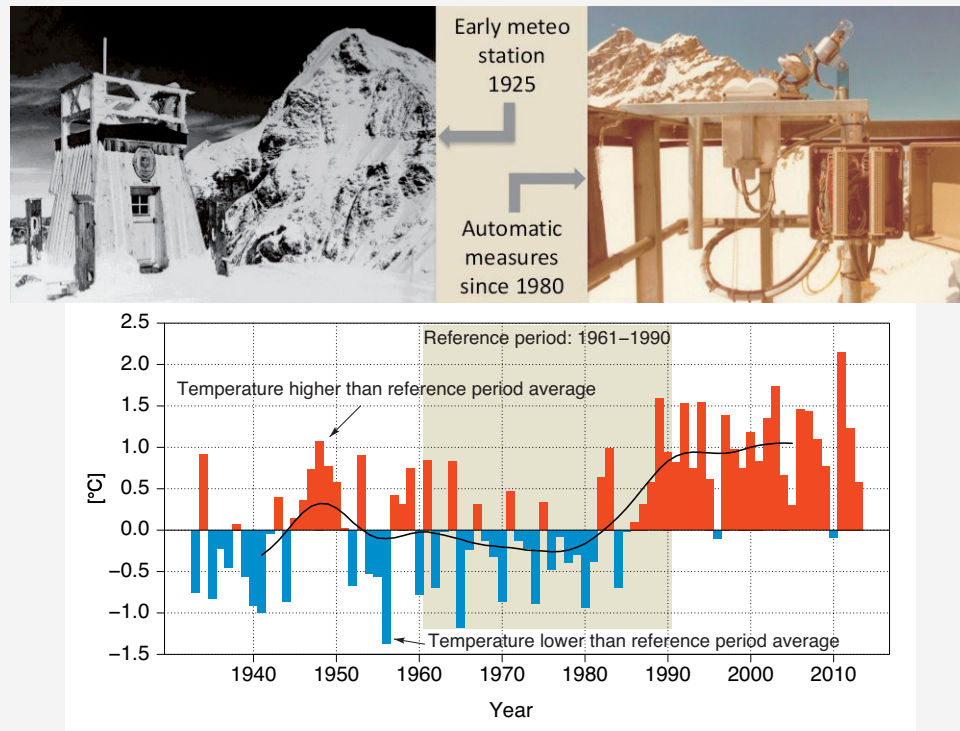 Early meteo
station
1925
Automatic
measures
since 1980
2.5
2.0
1.5
1.0
0.5
0.0
−0.5
−1.0
−1.5
[°C]
Reference period: 1961–1990
Temperature higher than reference period average
Temperature lower than reference period average
1940 1950 1960 1970 1980 1990 2000 2010
Year